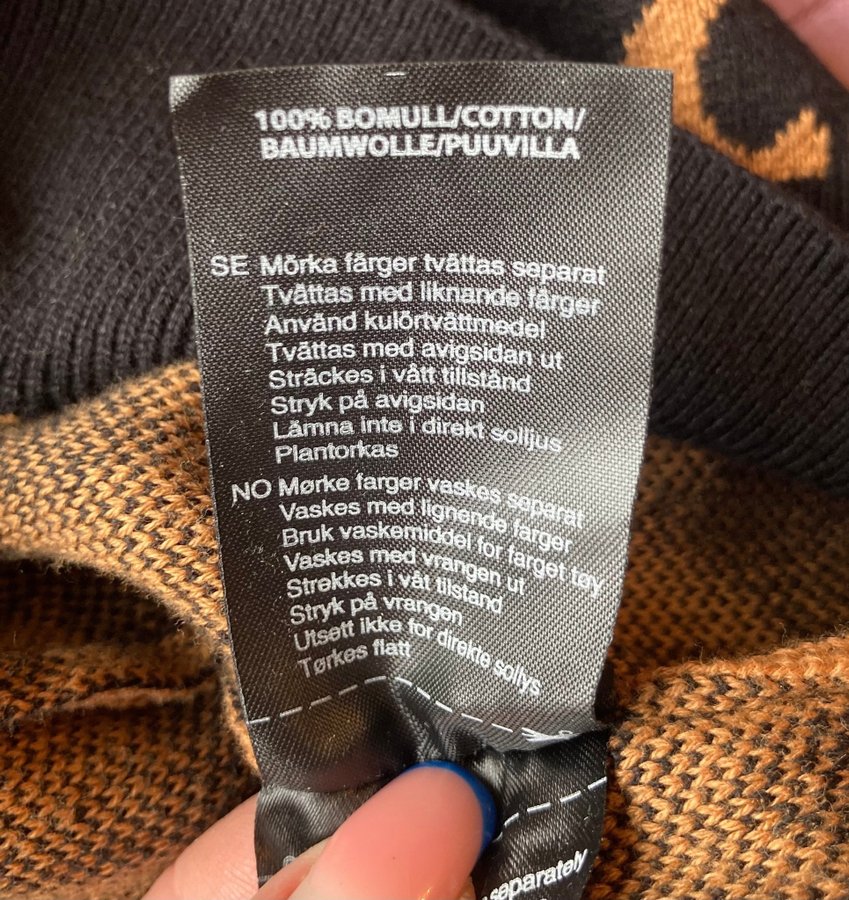 100% BOMULL/COTTON/
BAUMWOLLE/PUUVILLA
SE Mörka färger tvättas separat
Tvättas med liknande färger
Använd kulörtvättmedel
Tvättas med avigsidan ut
Sträckes i vått tillstånd
Stryk på avigsidan
Lämna inte i direkt solljus
Plantorkas
NO Mørke farger vaskes separat
Vaskes med lignende farger
Bruk vaskemiddel for farget tøy
Vaskes med vrangen ut
Strekkes i våt tilstand
Stryk på vrangen
Utsett ikke for direkte sollys
Tørkes flatt
separately